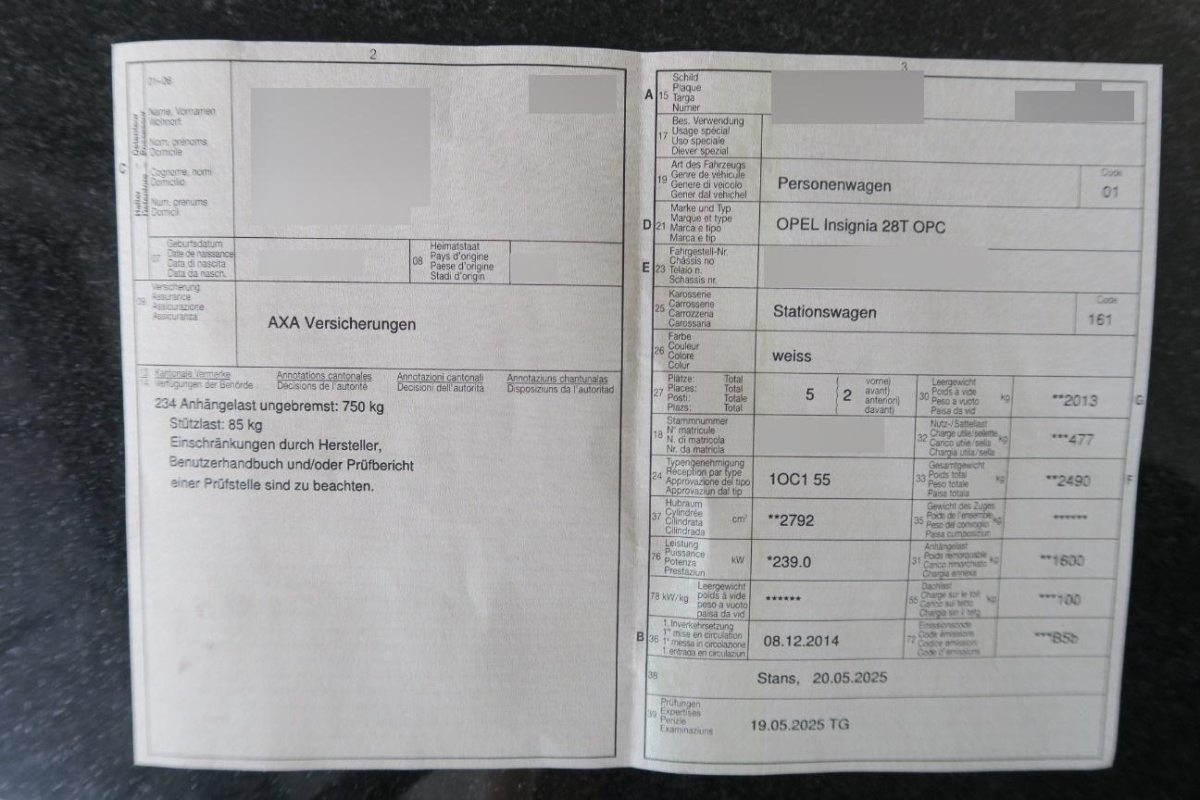 2
01-06
Name, Vornamen
Wohnort
Nom, prénoms
Domicile
Cognome, nomi
Domicilio
Num, prenums
Domicil
C
07
Geburtsdatum
Date de naissance
Data di nascita
Data da nasch.
08
Heimatstaat
Pays d'origine
Paese d'origine
Stadi d'origin
09
Versicherung
Assurance
Assicurazione
Assicuranza
AXA Versicherungen
Kantonale Vermerke
Verfügungen der Behörde
Annotations cantonales
Décisions de l'autorité
Annotazioni cantonali
Decisioni dell'autorità
Annotaziuns chantunalas
Disposiziuns da l'autoritad
234 Anhängelast ungebremst: 750 kg
Stützlast: 85 kg
Einschränkungen durch Hersteller,
Benutzerhandbuch und/oder Prüfbericht
einer Prüfstelle sind zu beachten.
3
A 15
Schild
Plaque
Targa
Numer
17
Bes. Verwendung
Usage spécial
Uso speciale
Diever spezial
19
Art des Fahrzeugs
Genre de véhicule
Genere di veicolo
Gener dal vehichel
Personenwagen
Code
01
D 21
Marke und Typ
Marque et type
Marca e tipo
Marca e tip
OPEL Insignia 28T OPC
E 23
Fahrgestell-Nr.
Châssis no
Telaio n.
Schassis nr.
25
Karosserie
Carrosserie
Carrozzeria
Carossaria
Stationswagen
Code
161
26
Farbe
Couleur
Colore
Colur
weiss
27
Plätze: Total
Places: Total
Posti: Totale
Plazs: Total
5
2
vorne)
avant)
anteriori)
davant)
30
Leergewicht
Poids à vide
Peso a vuoto
Paisa da vid
kg
**2013
G
18
Stammnummer
N° matricule
N. di matricola
Nr. da matricla
32
Nutz-/Sattellast
Charge utile/sellette
Carico utile/sella
Chargia utila/sella
kg
***477
24
Typengenehmigung
Réception par type
Approvazione del tipo
Approvaziun dal tip
1OC1 55
33
Gesamtgewicht
Poids total
Peso totale
Paisa totala
kg
**2490
F
37
Hubraum
Cylindrée
Cilindrata
Cilindrada
cm³
**2792
35
Gewicht des Zuges
Poids de l'ensemble
Peso del convoglio
Paisa cumposiziun
kg
******
76
Leistung
Puissance
Potenza
Prestaziun
kW
*239.0
31
Anhängelast
Poids remorquable
Carico rimorchiato
Chargia annexa
kg
**1600
78 kW/kg
Leergewicht
poids à vide
peso a vuoto
paisa da vid
******
55
Dachlast
Charge sur le toit
Carico sul tetto
Chargia sin il tetg
kg
***100
B 36
1. Inverkehrsetzung
1re mise en circulation
1a messa in circolazione
1. entrada en circulaziun
08.12.2014
72
Emissionscode
Code émissions
Codice emissioni
Code d'emissiuns
***B5b
38
Stans, 20.05.2025
39
Prüfungen
Expertises
Perizie
Examinaziuns
19.05.2025 TG